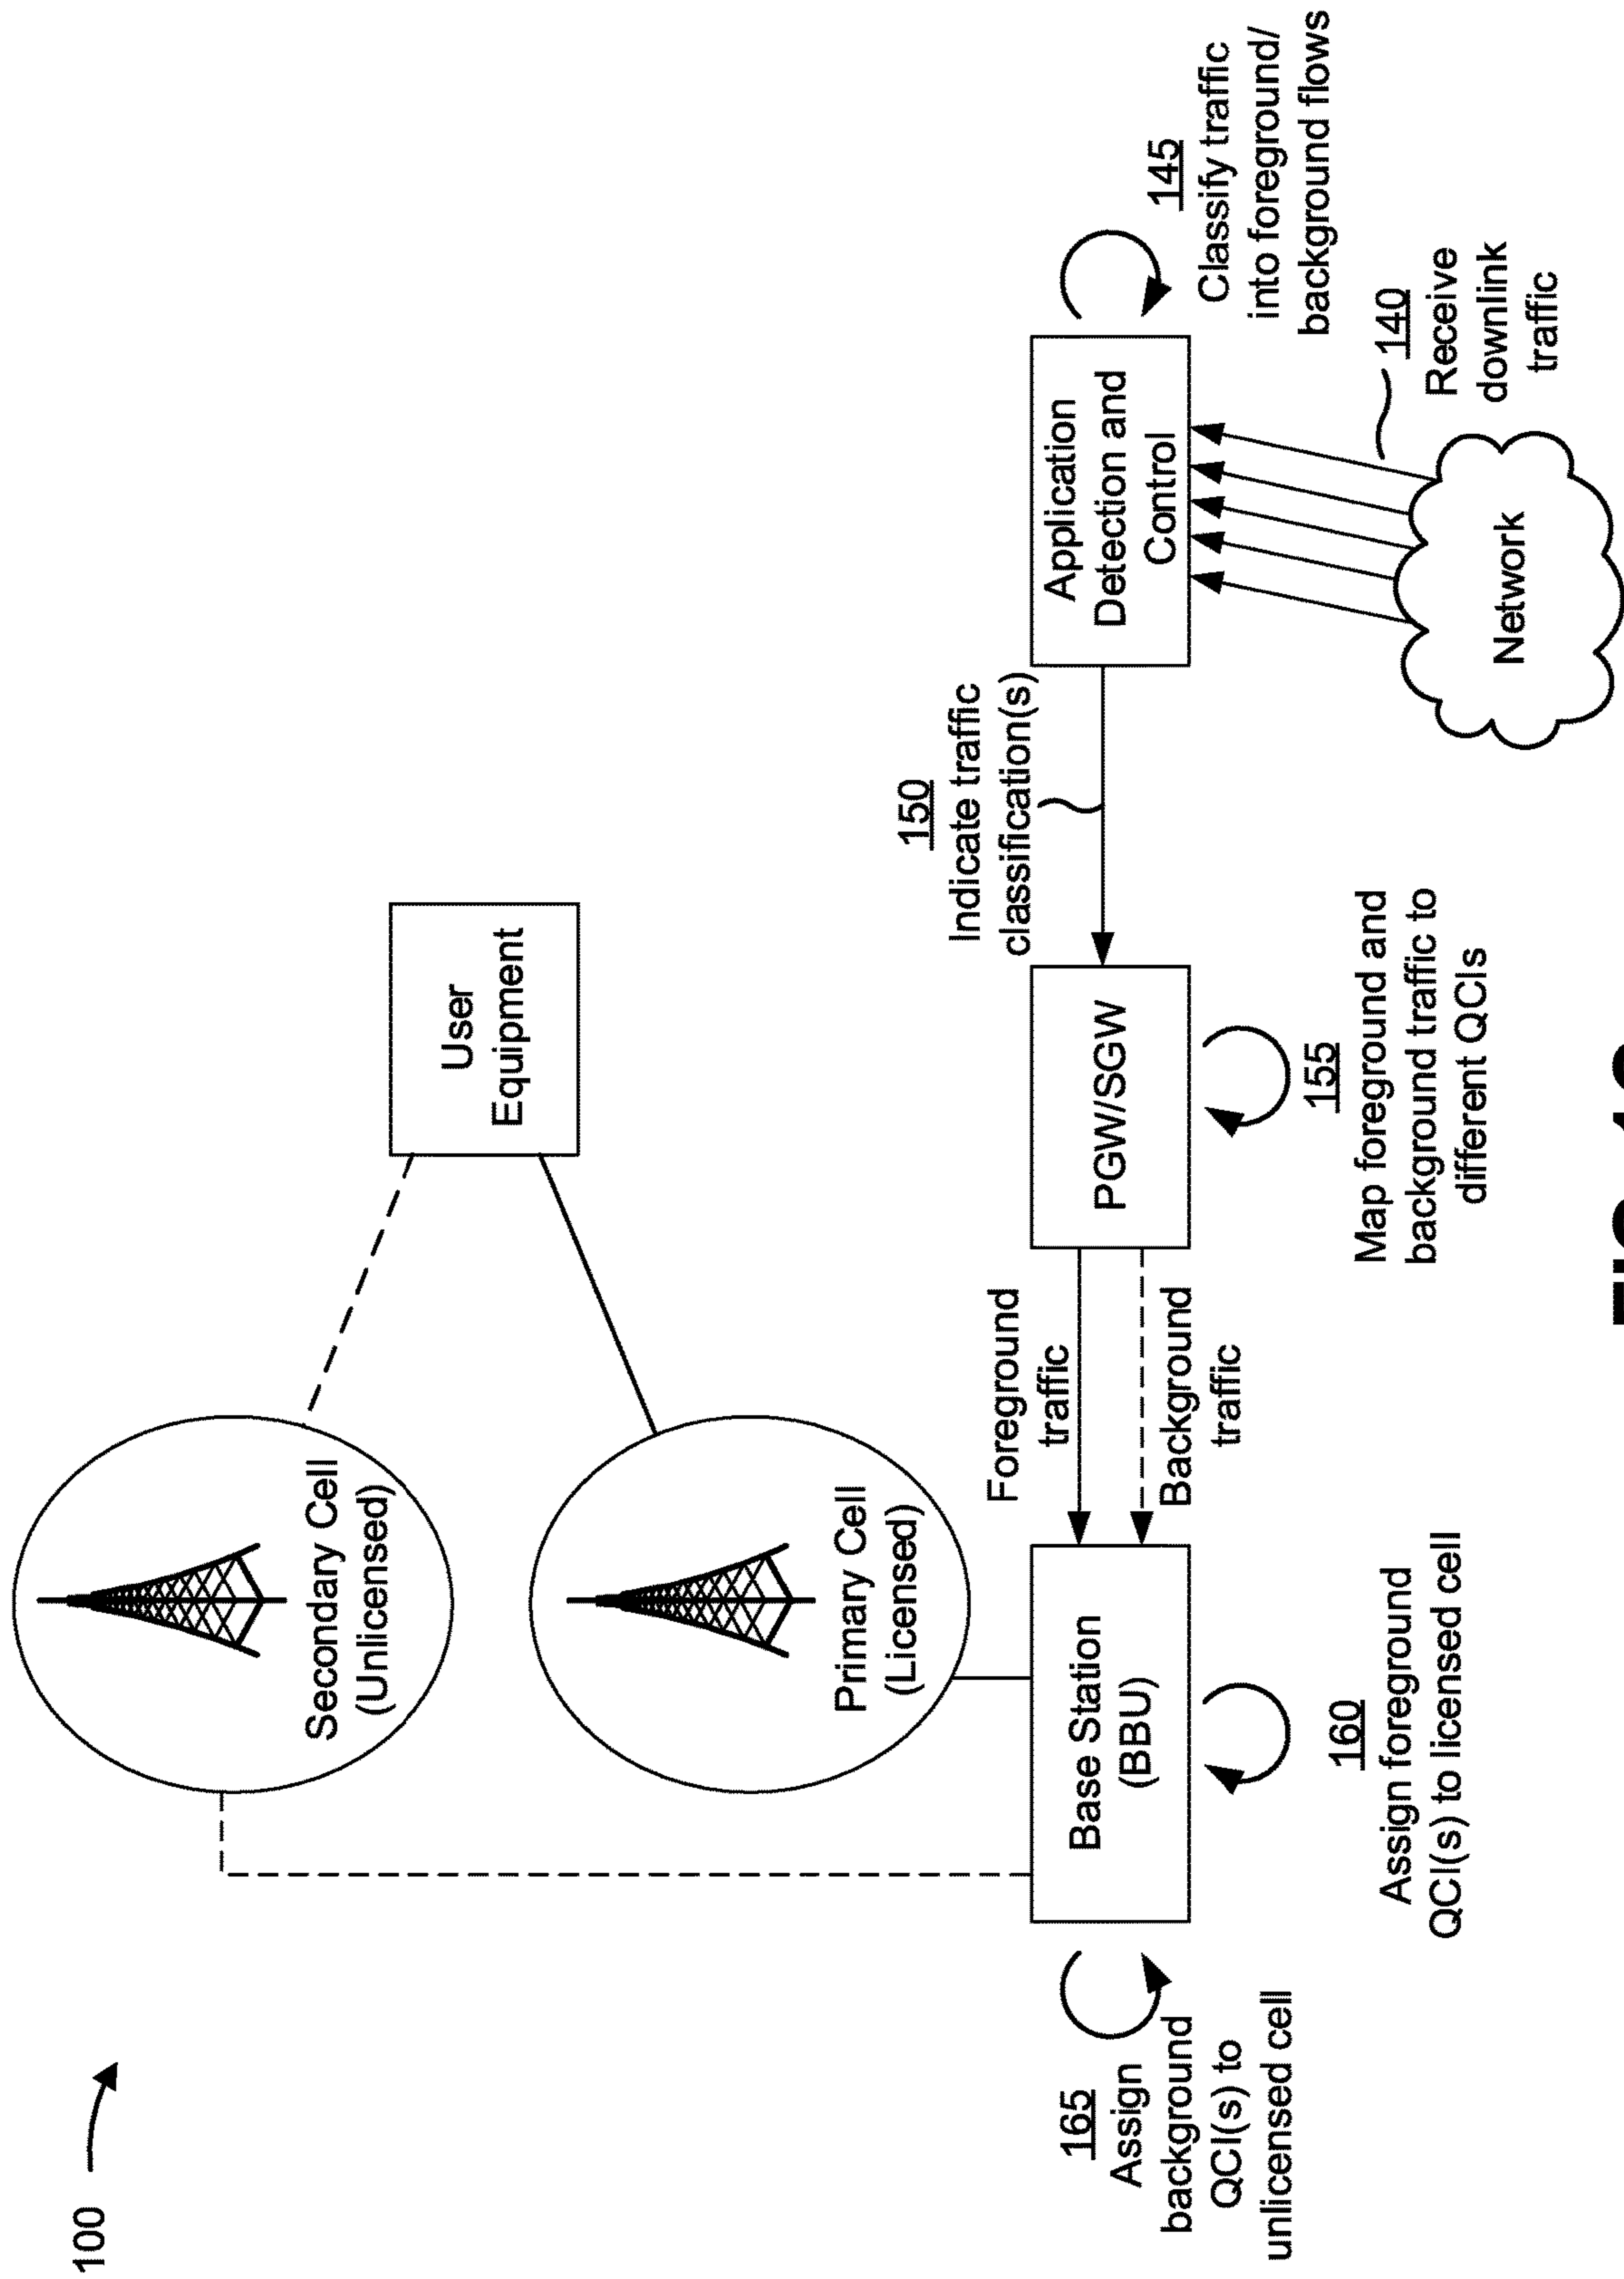 100
Secondary Cell
(Unlicensed)
User
Equipment
Primary Cell
(Licensed)
165
Assign
background
QCI(s) to
unlicensed cell
Base Station
(BBU)
160
Assign foreground
QCI(s) to licensed cell
Foreground
traffic
Background
traffic
PGW/SGW
155
Map foreground and
background traffic to
different QCIs
150
Indicate traffic
classification(s)
Application
Detection and
Control
145
Classify traffic
into foreground/
background flows
140
Receive
downlink
traffic
Network